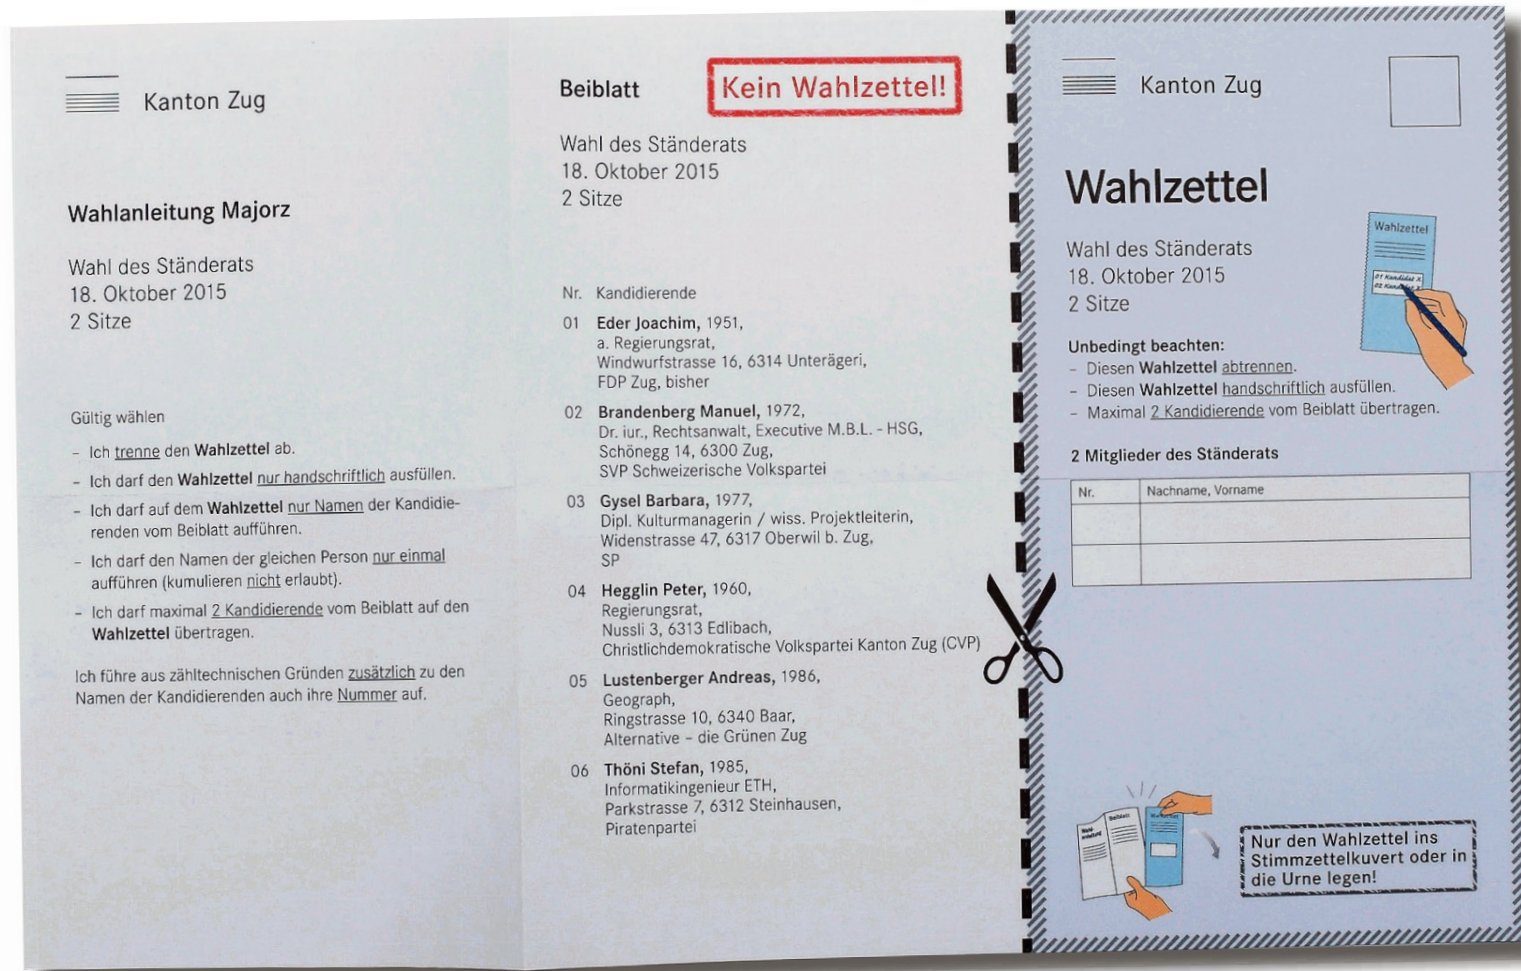 Kanton Zug
Wahlanleitung Majorz
Wahl des Ständerats
18. Oktober 2015
2 Sitze
Gültig wählen
- Ich trenne den Wahlzettel ab.
- Ich darf den Wahlzettel nur handschriftlich ausfüllen.
- Ich darf auf dem Wahlzettel nur Namen der Kandidie-
renden vom Beiblatt aufführen.
- Ich darf den Namen der gleichen Person nur einmal
aufführen (kumulieren nicht erlaubt).
- Ich darf maximal 2 Kandidierende vom Beiblatt auf den
Wahlzettel übertragen.
Ich führe aus zähltechnischen Gründen zusätzlich zu den
Namen der Kandidierenden auch ihre Nummer auf.
Beiblatt
Kein Wahlzettel!
Wahl des Ständerats
18. Oktober 2015
2 Sitze
Nr. Kandidierende
01 Eder Joachim, 1951,
a. Regierungsrat,
Windwurfstrasse 16, 6314 Unterägeri,
FDP Zug, bisher
02 Brandenberg Manuel, 1972,
Dr. iur., Rechtsanwalt, Executive M.B.L. - HSG,
Schönegg 14, 6300 Zug,
SVP Schweizerische Volkspartei
03 Gysel Barbara, 1977,
Dipl. Kulturmanagerin / wiss. Projektleiterin,
Widenstrasse 47, 6317 Oberwil b. Zug,
SP
04 Hegglin Peter, 1960,
Regierungsrat,
Nussli 3, 6313 Edlibach,
Christlichdemokratische Volkspartei Kanton Zug (CVP)
05 Lustenberger Andreas, 1986,
Geograph,
Ringstrasse 10, 6340 Baar,
Alternative – die Grünen Zug
06 Thöni Stefan, 1985,
Informatikingenieur ETH,
Parkstrasse 7, 6312 Steinhausen,
Piratenpartei
Kanton Zug
Wahlzettel
Wahl des Ständerats
18. Oktober 2015
2 Sitze
Wahlzettel
01 Kandidat X
02
Unbedingt beachten:
- Diesen Wahlzettel abtrennen.
- Diesen Wahlzettel handschriftlich ausfüllen.
- Maximal 2 Kandidierende vom Beiblatt übertragen.
2 Mitglieder des Ständerats
Nr. Nachname, Vorname
Wahl-
anleitung
Beiblatt
Nur den Wahlzettel ins
Stimmzettelkuvert oder in
die Urne legen!